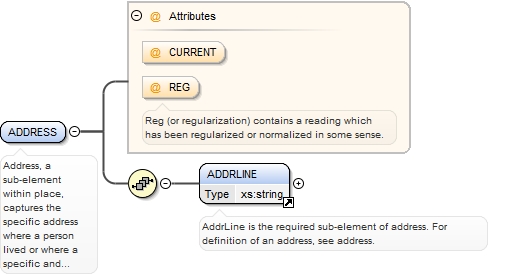 @ Attributes
@ CURRENT
@ REG
Reg (or regularization) contains a reading which
has been regularized or normalized in some sense.
ADDRESS
Address, a
sub-element
within place,
captures the
specific address
where a person
lived or where a
specific and...
ADDRLINE
Type xs:string
AddrLine is the required sub-element of address. For
definition of an address, see address.